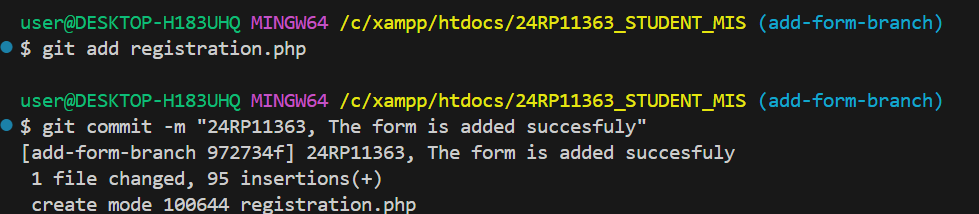 user@DESKTOP-H183UHQ MINGW64 /c/xampp/htdocs/24RP11363_STUDENT_MIS (add-form-branch)
$ git add registration.php
user@DESKTOP-H183UHQ MINGW64 /c/xampp/htdocs/24RP11363_STUDENT_MIS (add-form-branch)
$ git commit -m "24RP11363, The form is added succesfuly"
[add-form-branch 972734f] 24RP11363, The form is added succesfuly
1 file changed, 95 insertions(+)
create mode 100644 registration.php